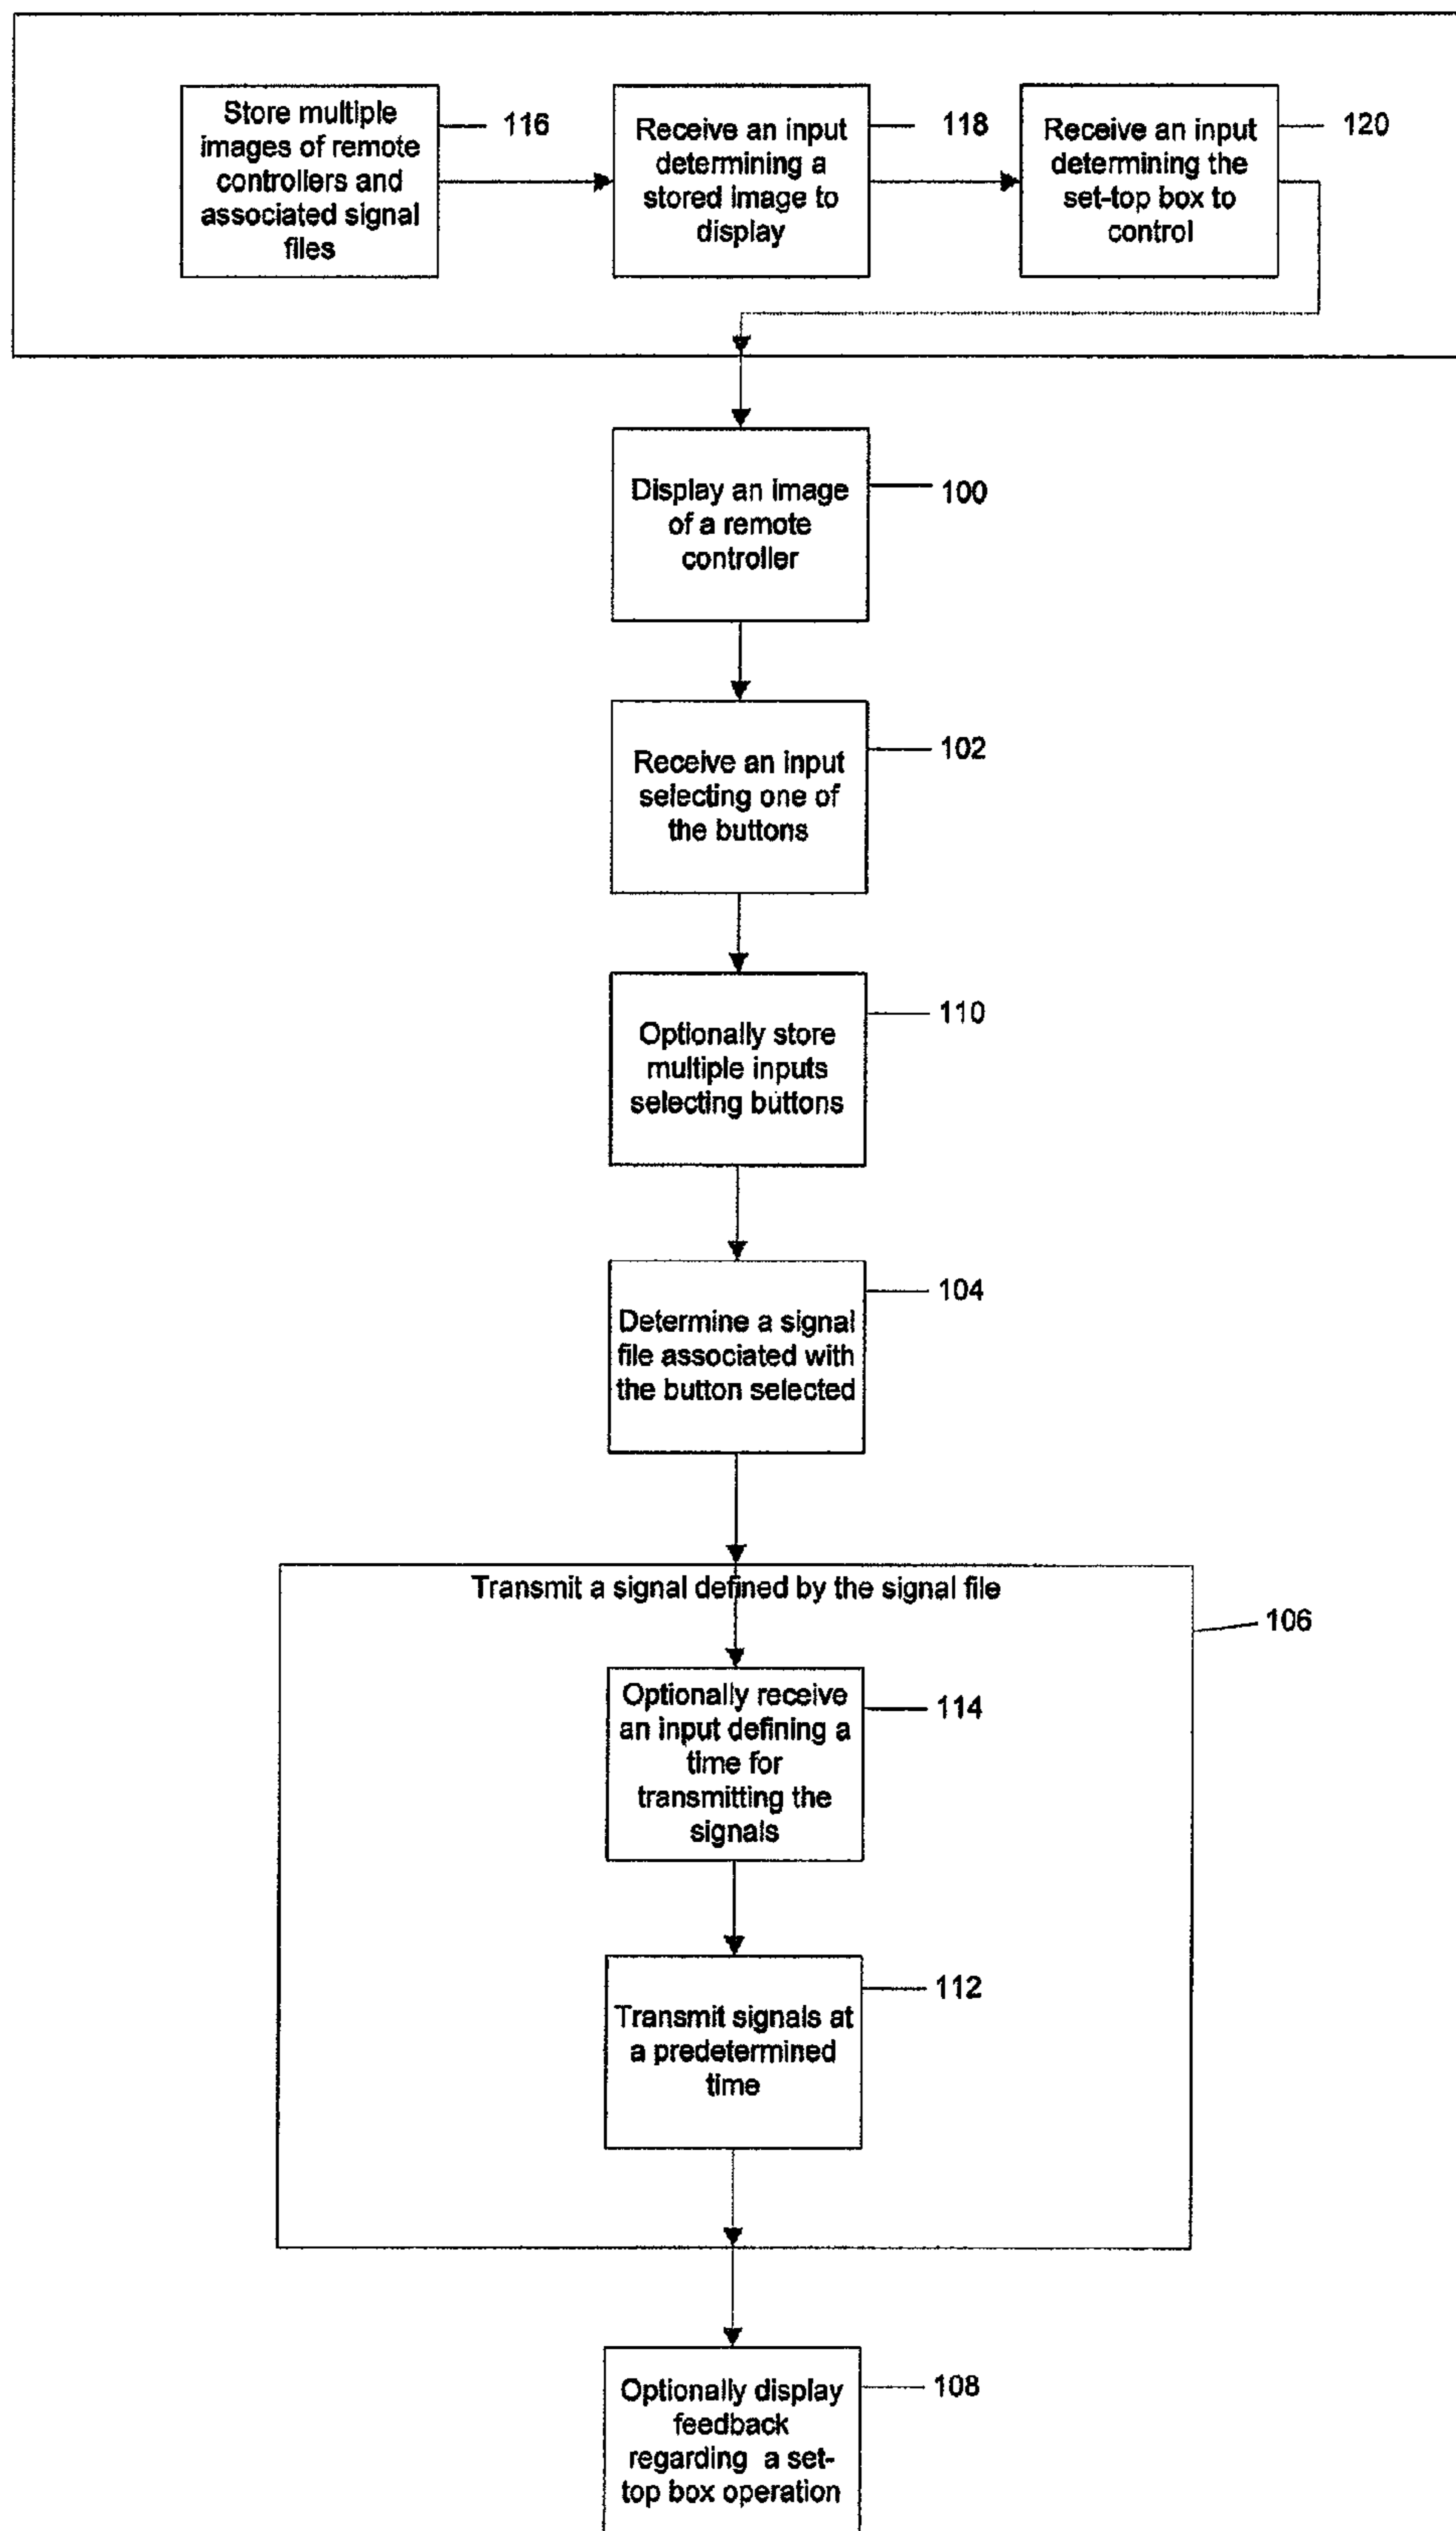 Store multiple
images of remote
controllers and
associated signal
files
116
Receive an input
determining a
stored image to
display
118
Receive an input
determining the
set-top box to
control
120
Display an image
of a remote
controller
100
Receive an input
selecting one of
the buttons
102
Optionally store
multiple inputs
selecting buttons
110
Determine a signal
file associated with
the button selected
104
Transmit a signal defined by the signal file
106
Optionally receive
an input defining a
time for
transmitting the
signals
114
Transmit signals at
a predetermined
time
112
Optionally display
feedback
regarding a set-
top box operation
108